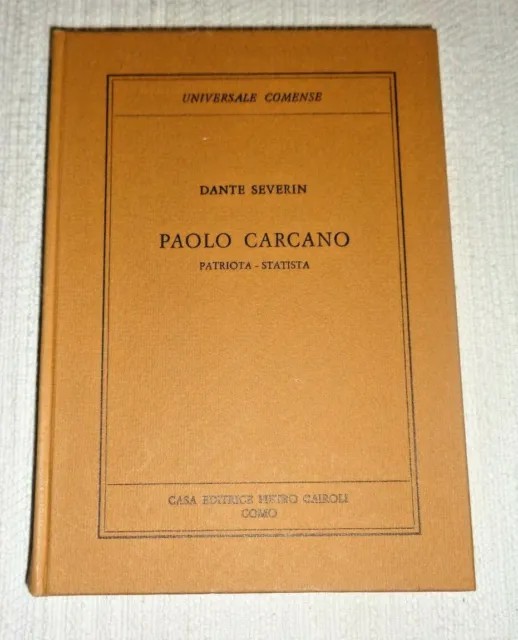 UNIVERSALE COMENSE
DANTE SEVERIN
PAOLO CARCANO
PATRIOTA - STATISTA
CASA EDITRICE PIETRO CAIROLI
COMO